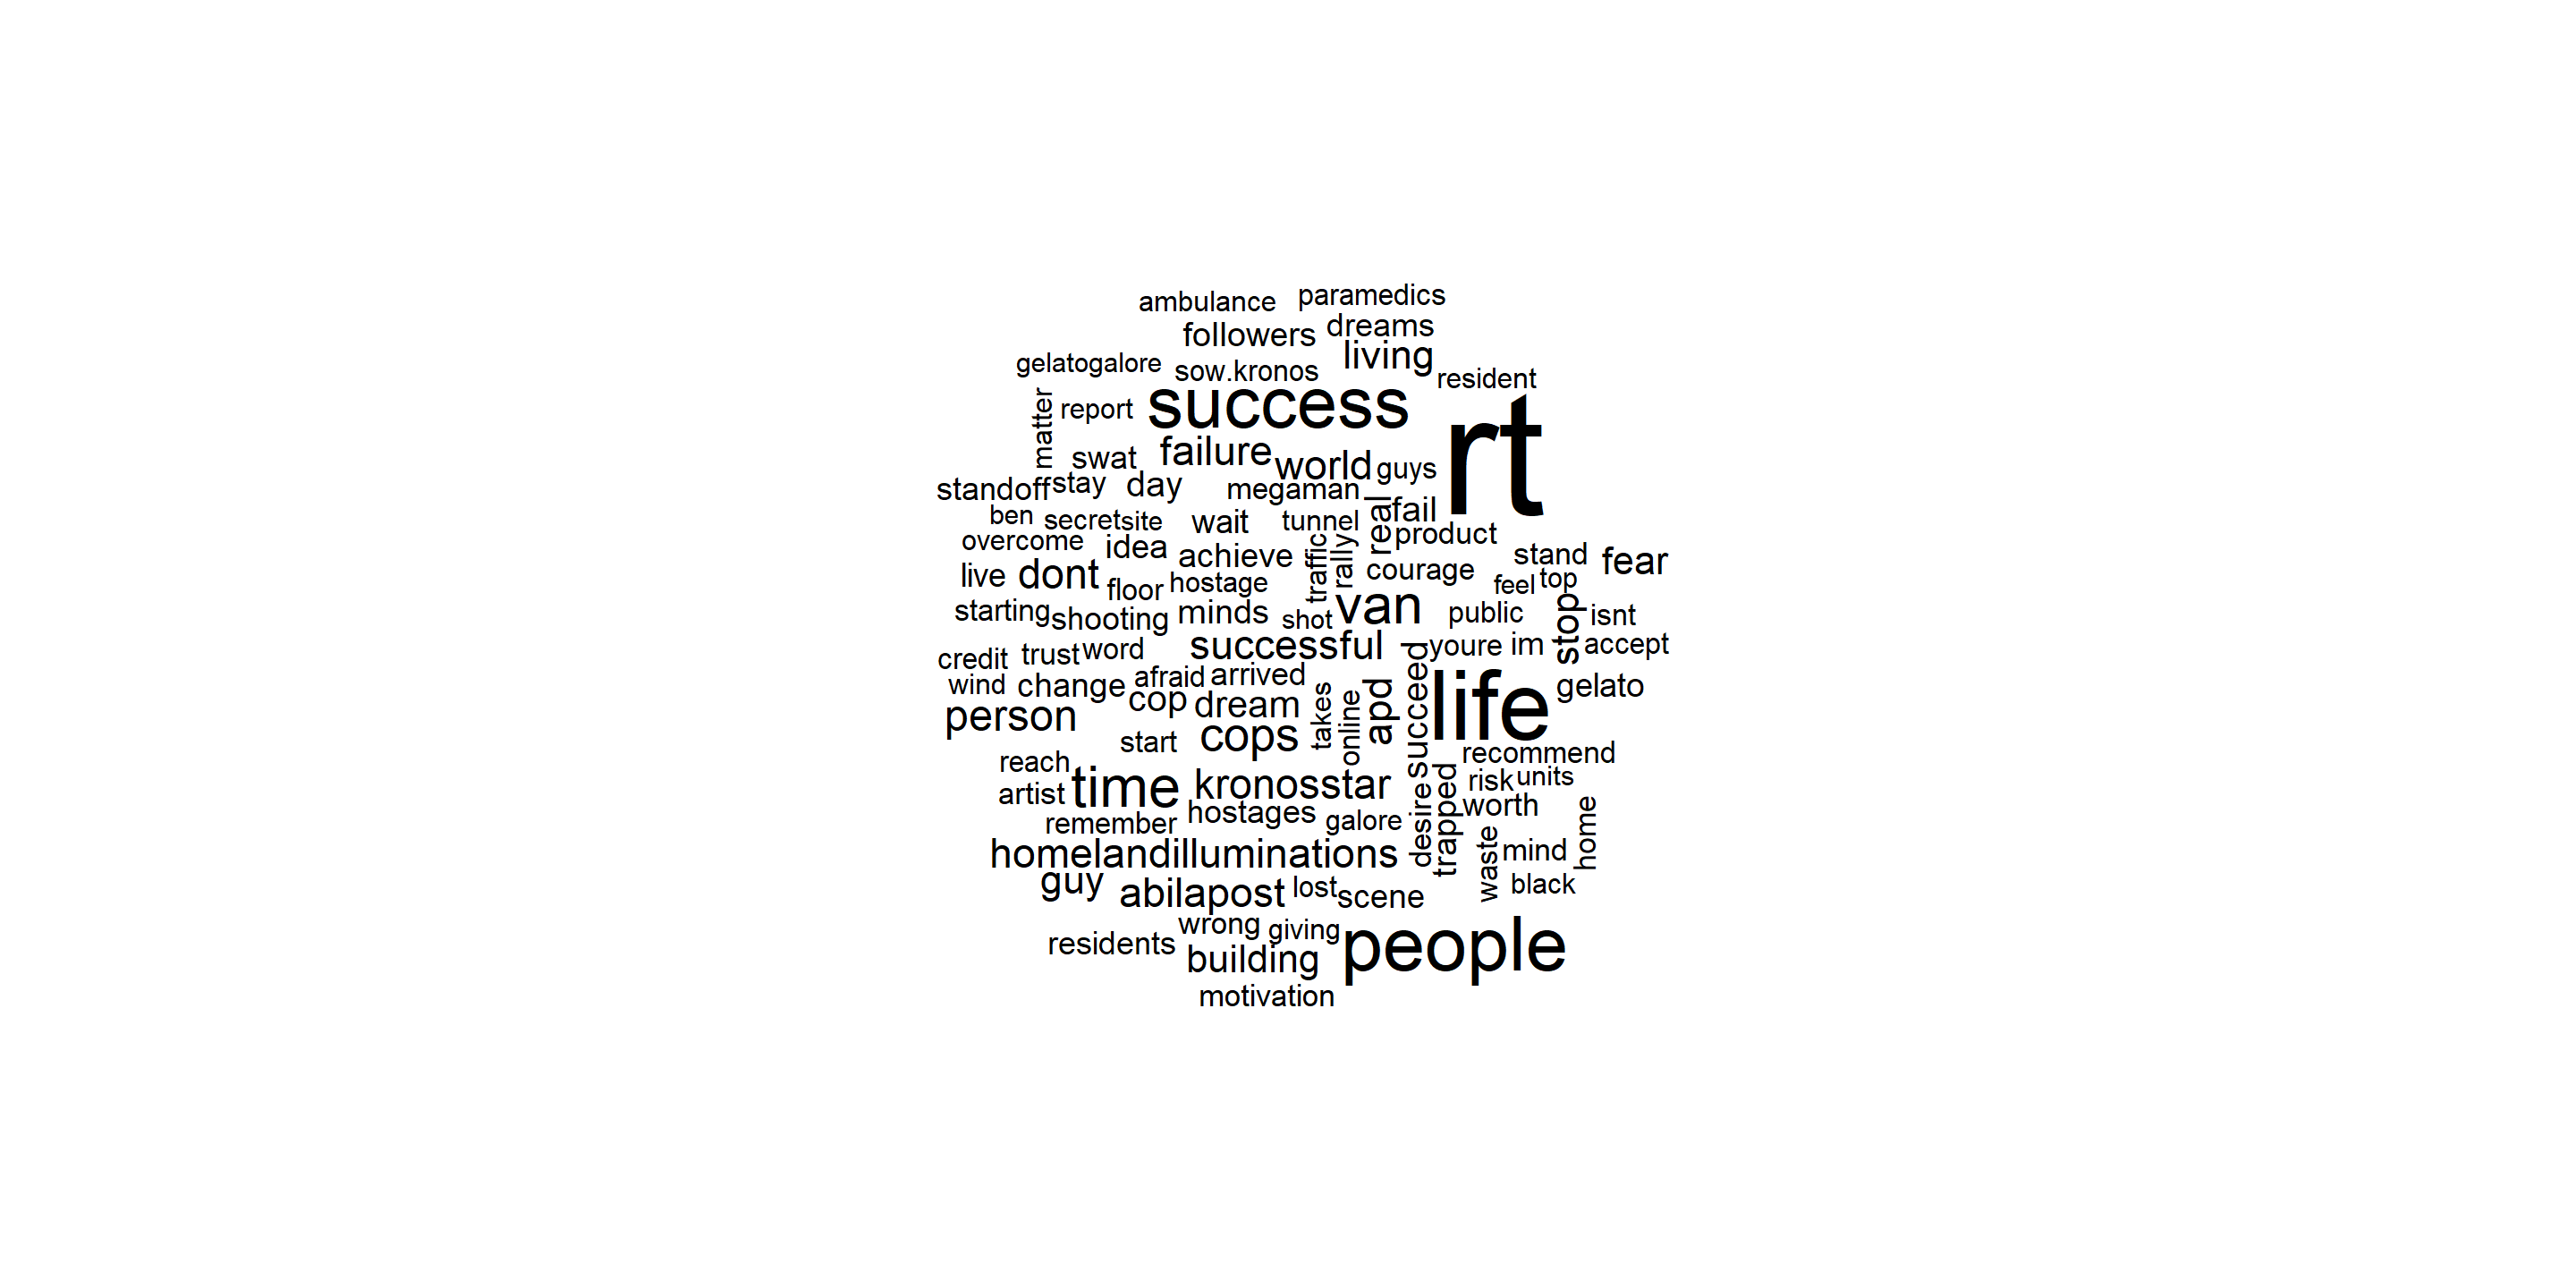 ambulance paramedics
followers dreams
gelatogalore sow.kronos living resident
matter report success rt
swat failure world guys
standoff stay day megaman real fail
ben secretsite wait tunnel product
overcome idea achieve traffic rally courage stand fear
live dont floor hostage feel top
starting shooting minds shot van public stop isnt
credit trust word successful succeed youre im accept
wind change afraid arrived life gelato
person cop dream takes online apd
start cops recommend
reach time kronosstar desire trapped risk units
artist worth home
remember hostages galore
homelandilluminations waste mind
guy abilapost lost scene black
residents wrong giving people
building
motivation